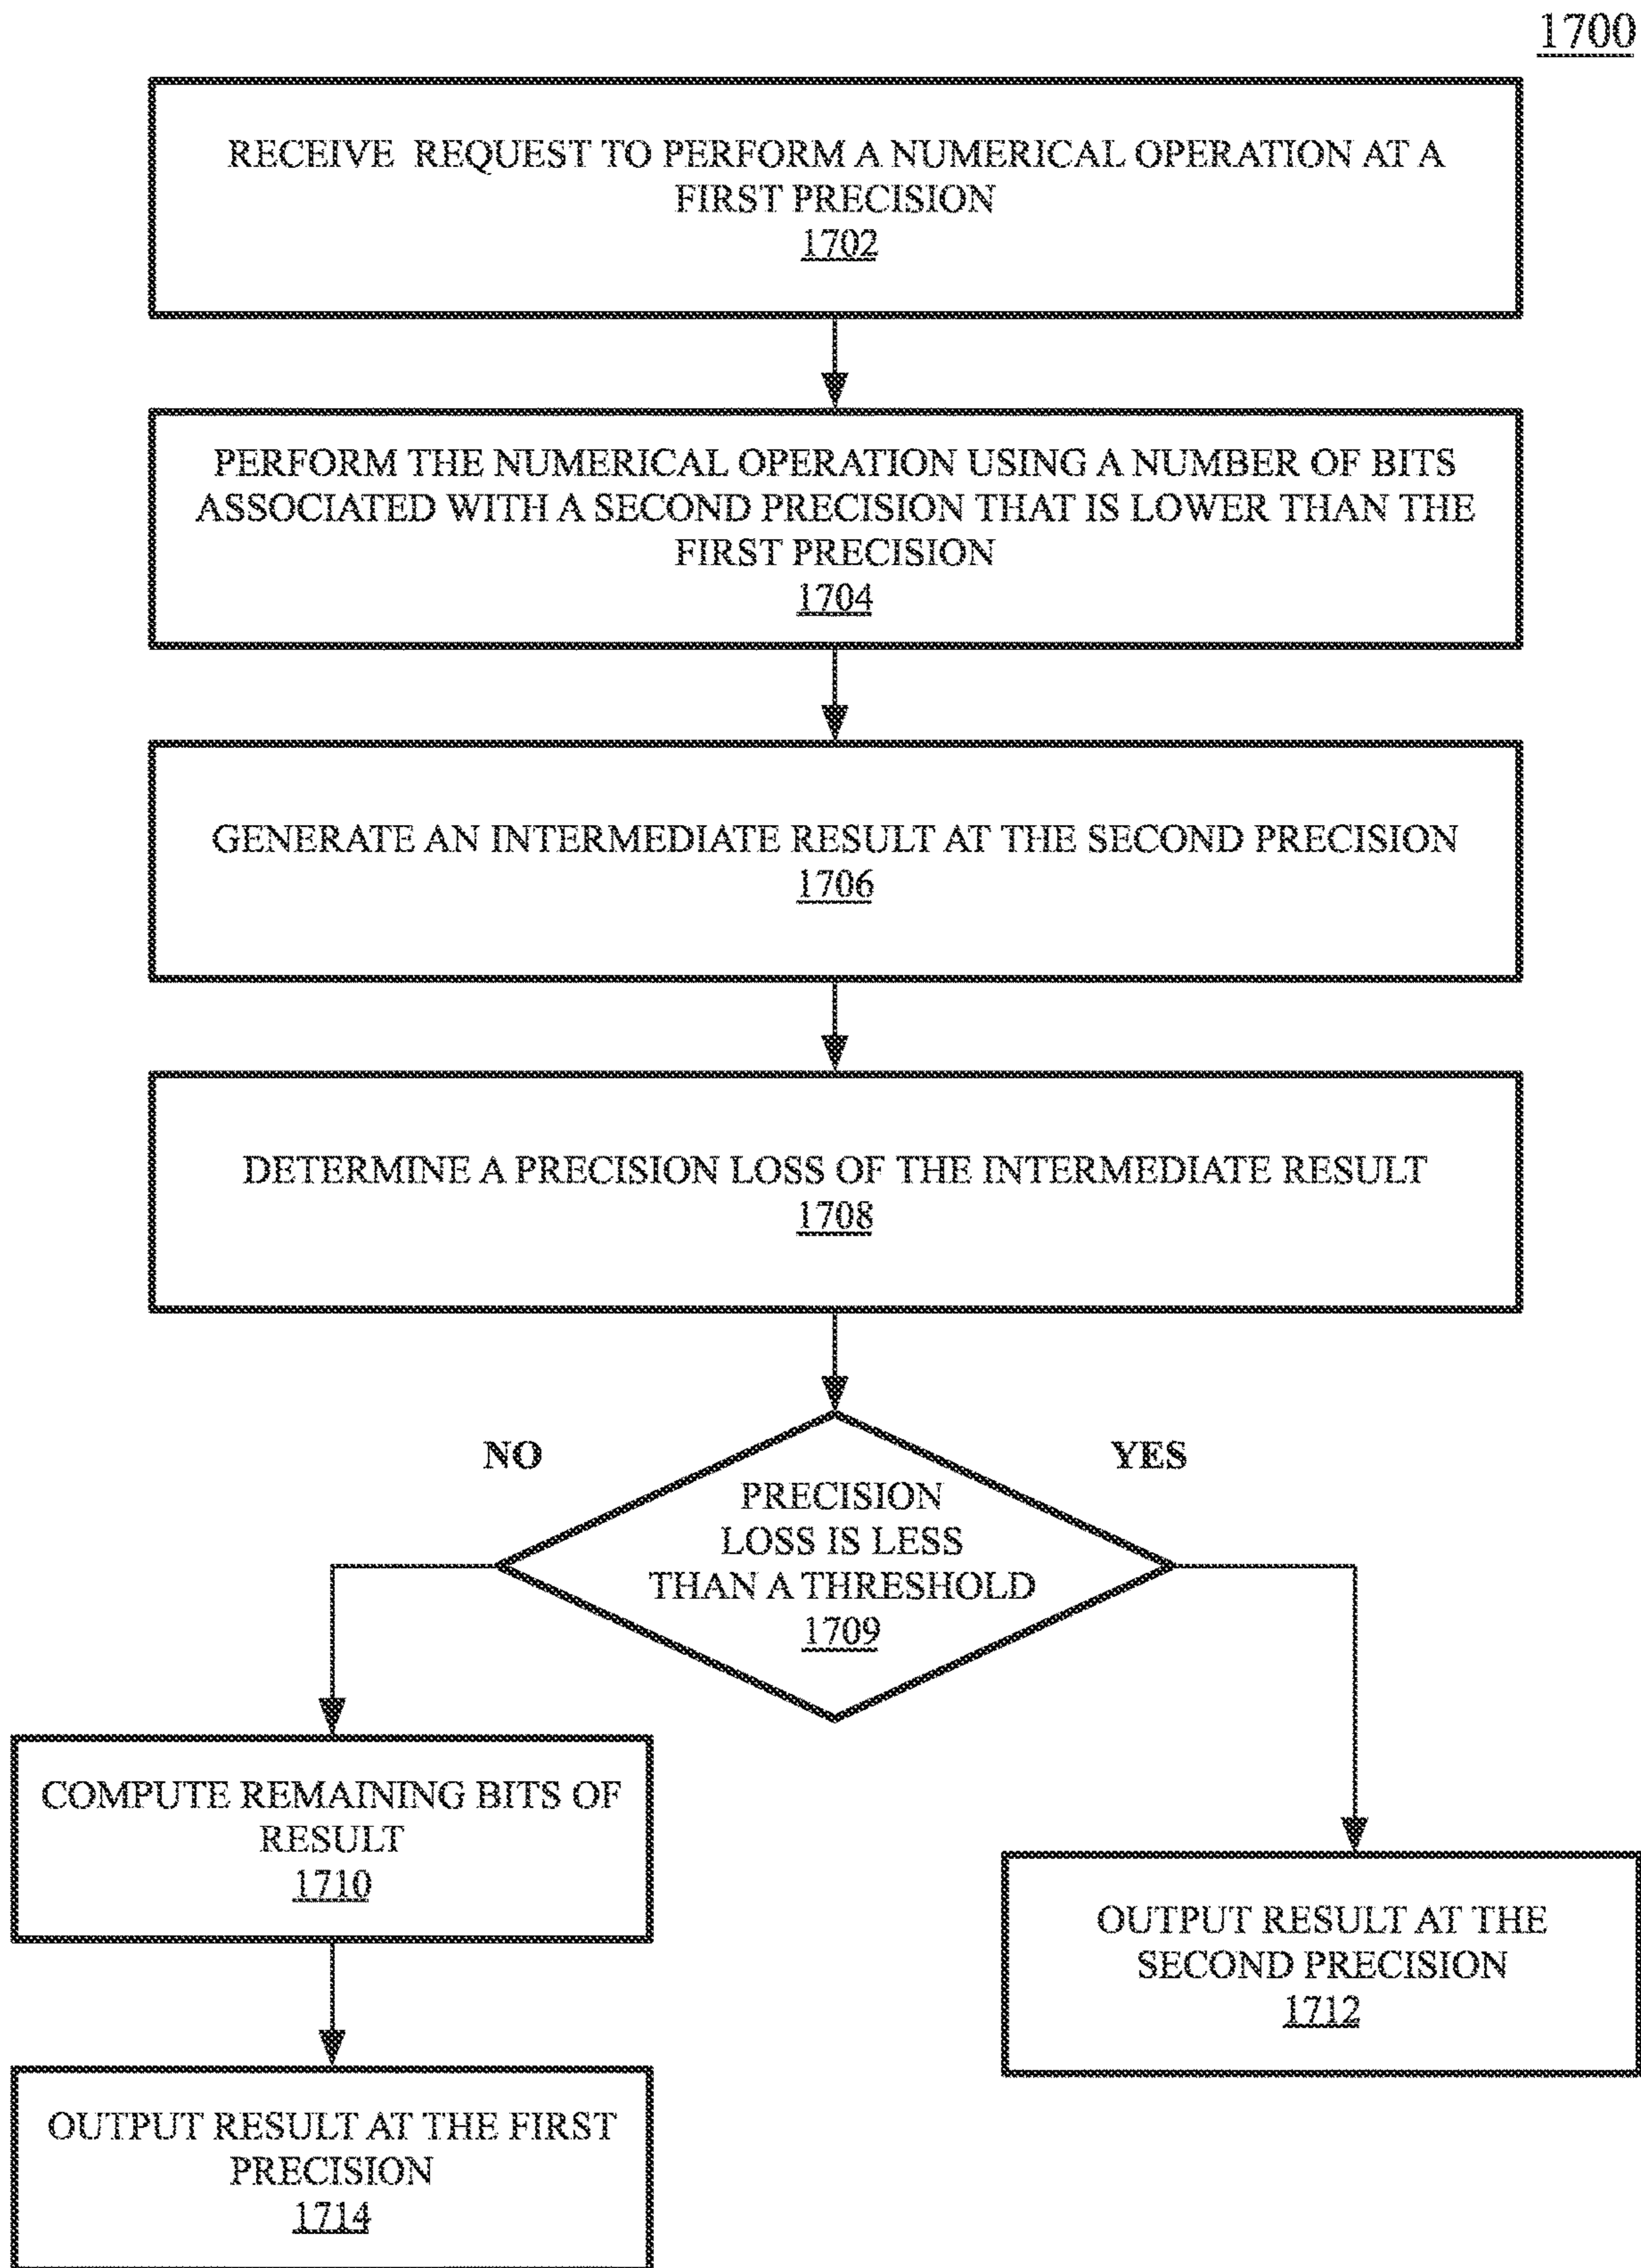 1700
RECEIVE REQUEST TO PERFORM A NUMERICAL OPERATION AT A
FIRST PRECISION
1702
PERFORM THE NUMERICAL OPERATION USING A NUMBER OF BITS
ASSOCIATED WITH A SECOND PRECISION THAT IS LOWER THAN THE
FIRST PRECISION
1704
GENERATE AN INTERMEDIATE RESULT AT THE SECOND PRECISION
1706
DETERMINE A PRECISION LOSS OF THE INTERMEDIATE RESULT
1708
NO
YES
PRECISION
LOSS IS LESS
THAN A THRESHOLD
1709
COMPUTE REMAINING BITS OF
RESULT
1710
OUTPUT RESULT AT THE
SECOND PRECISION
1712
OUTPUT RESULT AT THE FIRST
PRECISION
1714